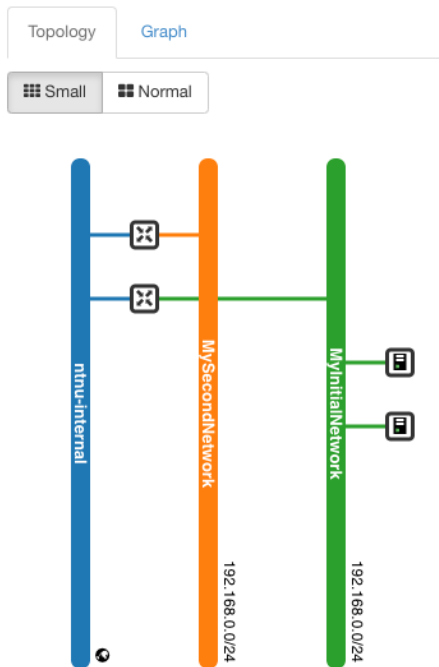 Topology
Graph
Small
Normal
ntnu-internal
MySecondNetwork
192.168.0.0/24
MyInitialNetwork
192.168.0.0/24